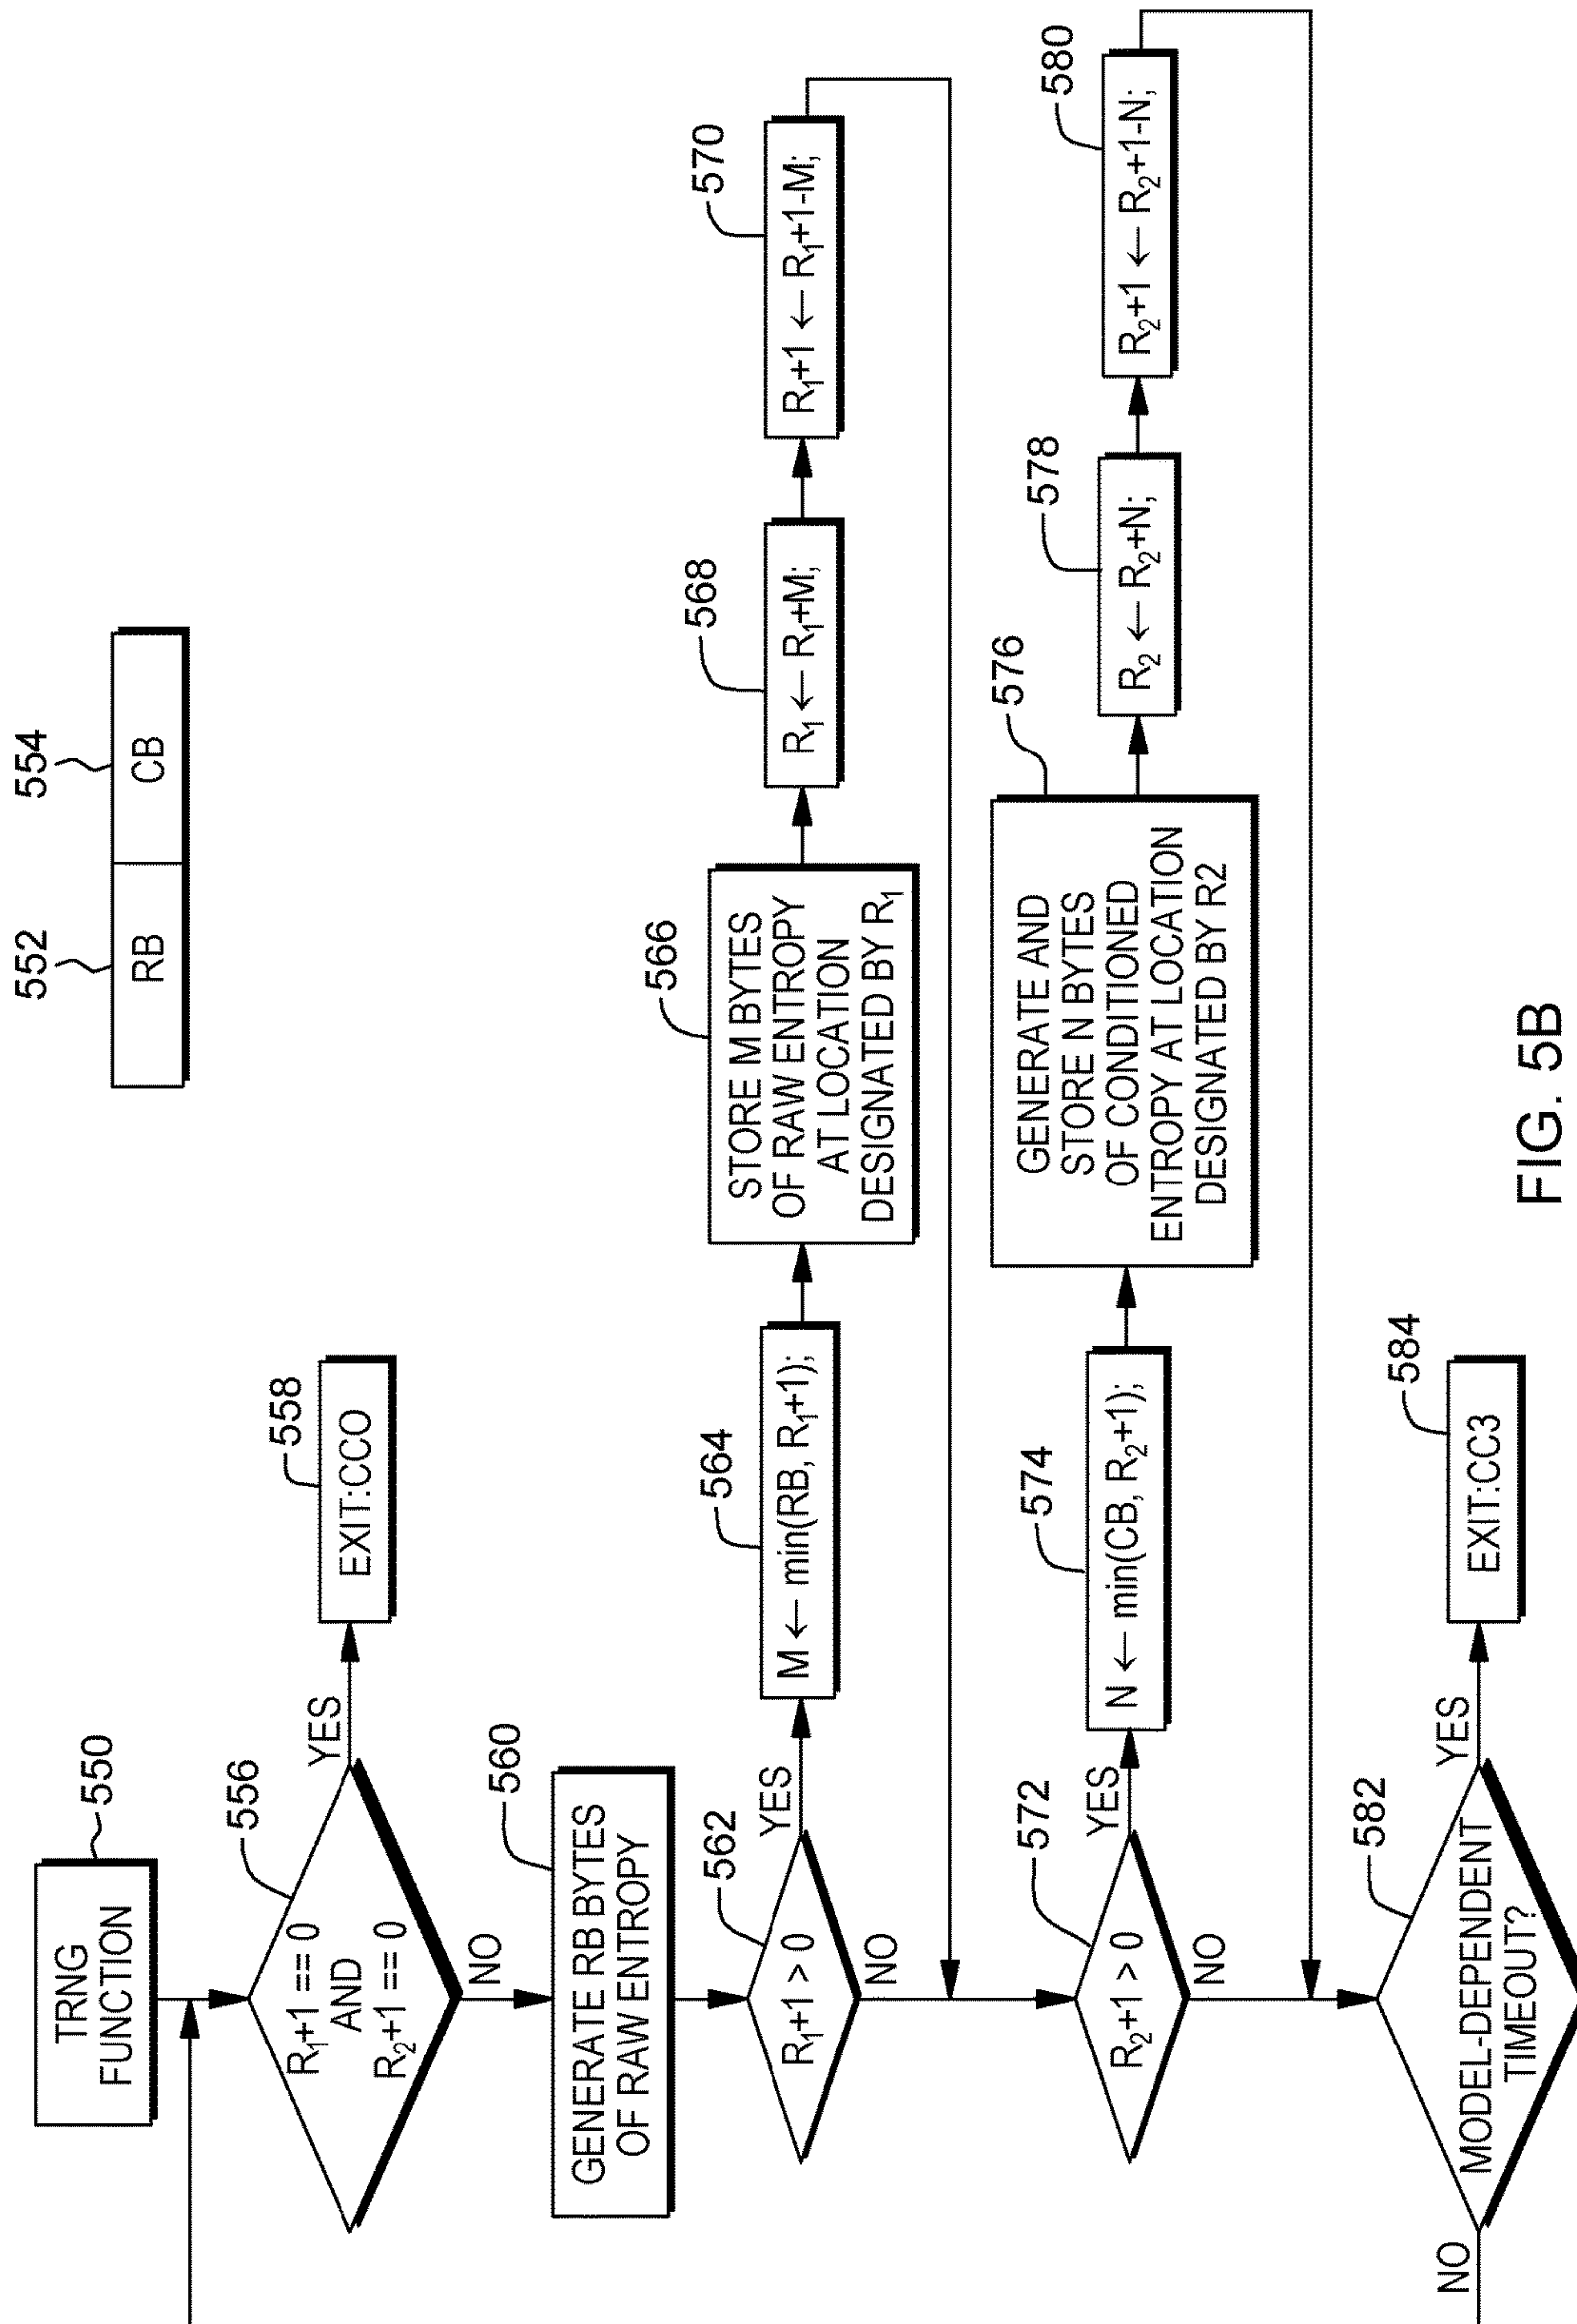 550
TRNG
FUNCTION
552
554
RB
CB
556
R₁+1 == 0
AND
R₂+1 == 0
YES
558
EXIT:CCO
NO
560
GENERATE RB BYTES
OF RAW ENTROPY
562
R₁+1 > 0
YES
564
M ← min(RB, R₁+1);
566
STORE M BYTES
OF RAW ENTROPY
AT LOCATION
DESIGNATED BY R₁
568
R₁ ← R₁+M;
570
R₁+1 ← R₁+1-M;
NO
572
R₂+1 > 0
YES
574
N ← min(CB, R₂+1);
576
GENERATE AND
STORE N BYTES
OF CONDITIONED
ENTROPY AT LOCATION
DESIGNATED BY R2
578
R₂ ← R₂+N;
580
R₂+1 ← R₂+1-N;
NO
582
MODEL-DEPENDENT
TIMEOUT?
YES
584
EXIT:CC3
NO
FIG. 5B